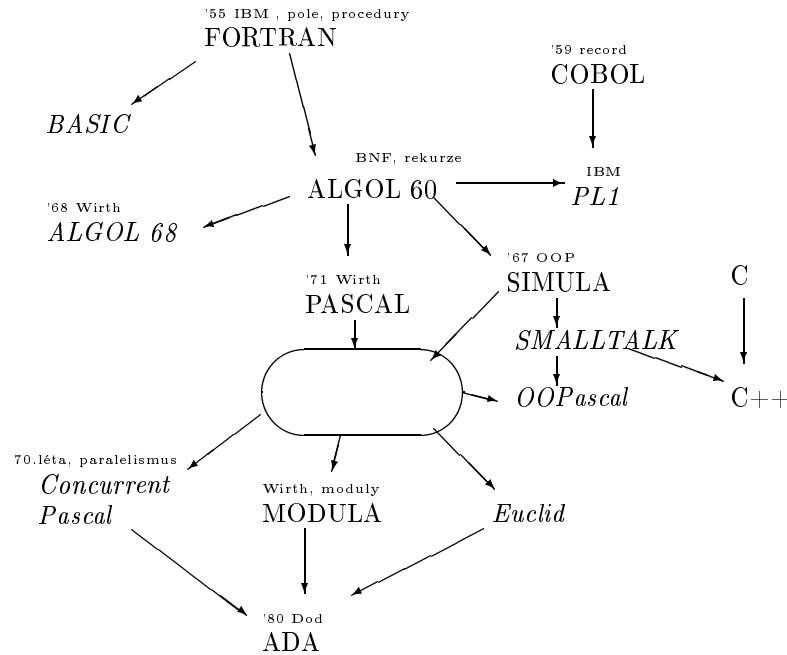 '55 IBM , pole, procedury
FORTRAN
'59 record
COBOL
BASIC
BNF, rekurze
ALGOL 60
IBM
PL1
'68 Wirth
ALGOL 68
'71 Wirth
PASCAL
'67 OOP
SIMULA
C
SMALLTALK
OOPascal
C++
70.léta, paralelismus
Concurrent
Pascal
Wirth, moduly
MODULA
Euclid
'80 Dod
ADA